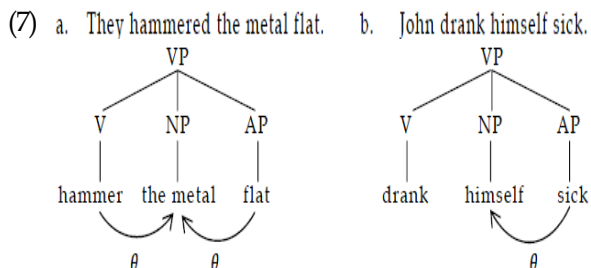 (7) a. They hammered the metal flat. b. John drank himself sick.
VP VP
V NP AP V NP AP
hammer the metal flat drank himself sick
θ θ θ